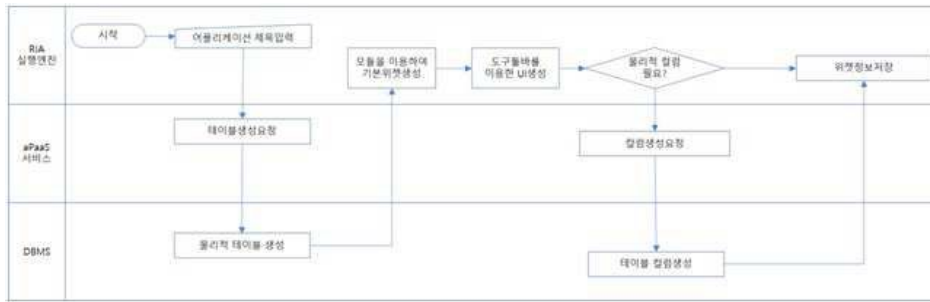 RIA
실행엔진
시작
어플리케이션 제목입력
모듈을 이용하여
기본위젯생성
도구툴바를
이용한 UI생성
물리적 컬럼
필요?
위젯정보저장
aPaaS
서비스
테이블생성요청
컬럼생성요청
DBMS
물리적 테이블 생성
테이블 컬럼생성